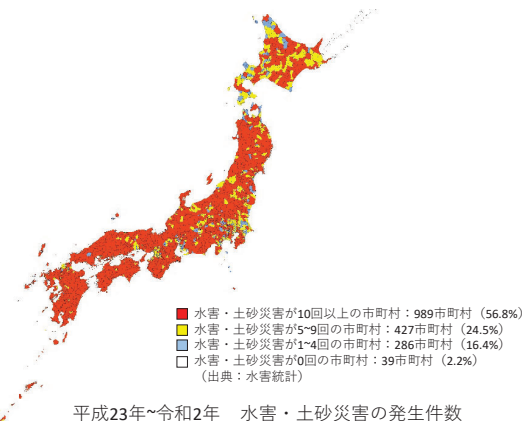 水害・土砂災害が10回以上の市町村：989市町村（56.8%）
水害・土砂災害が5~9回の市町村：427市町村（24.5%）
水害・土砂災害が1~4回の市町村：286市町村（16.4%）
水害・土砂災害が0回の市町村：39市町村（2.2%）
（出典：水害統計）
平成23年~令和2年　水害・土砂災害の発生件数